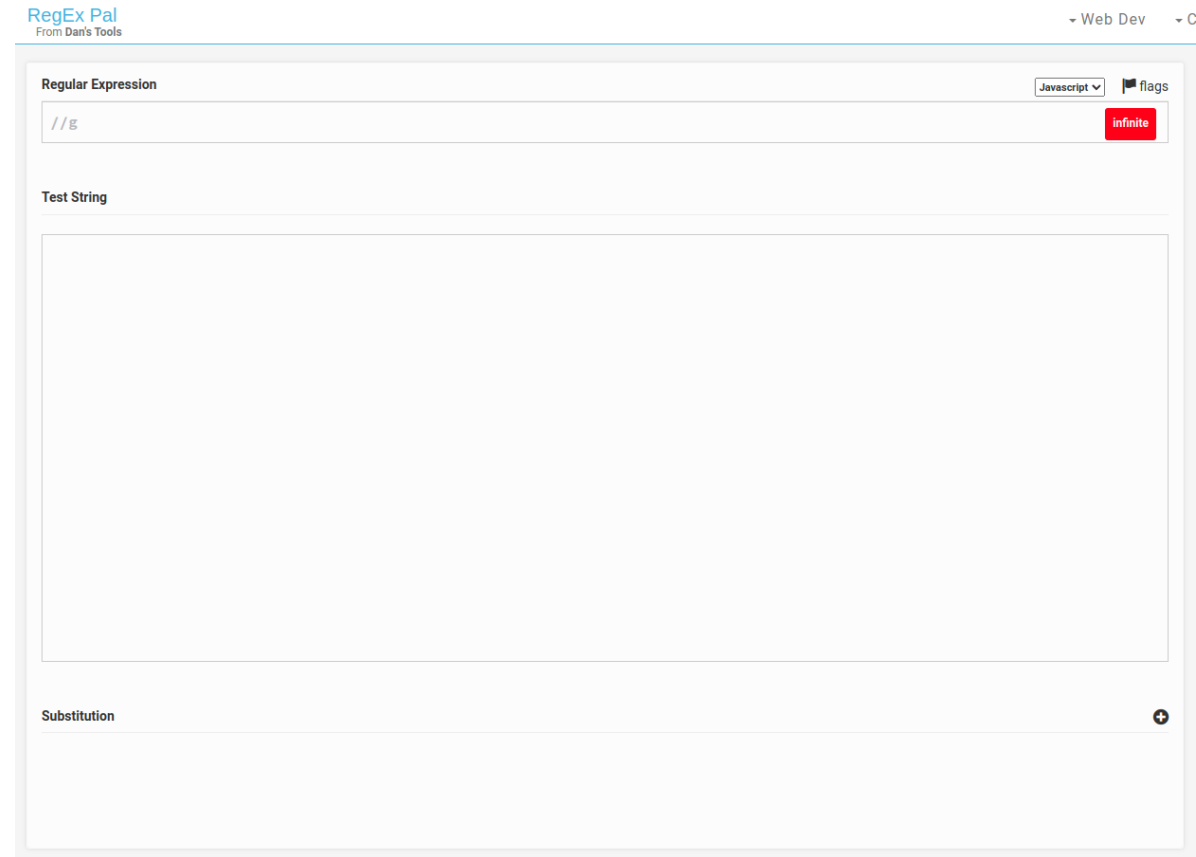 RegEx Pal
From Dan's Tools
Web Dev
C
Regular Expression
Javascript
flags
//g
infinite
Test String
Substitution